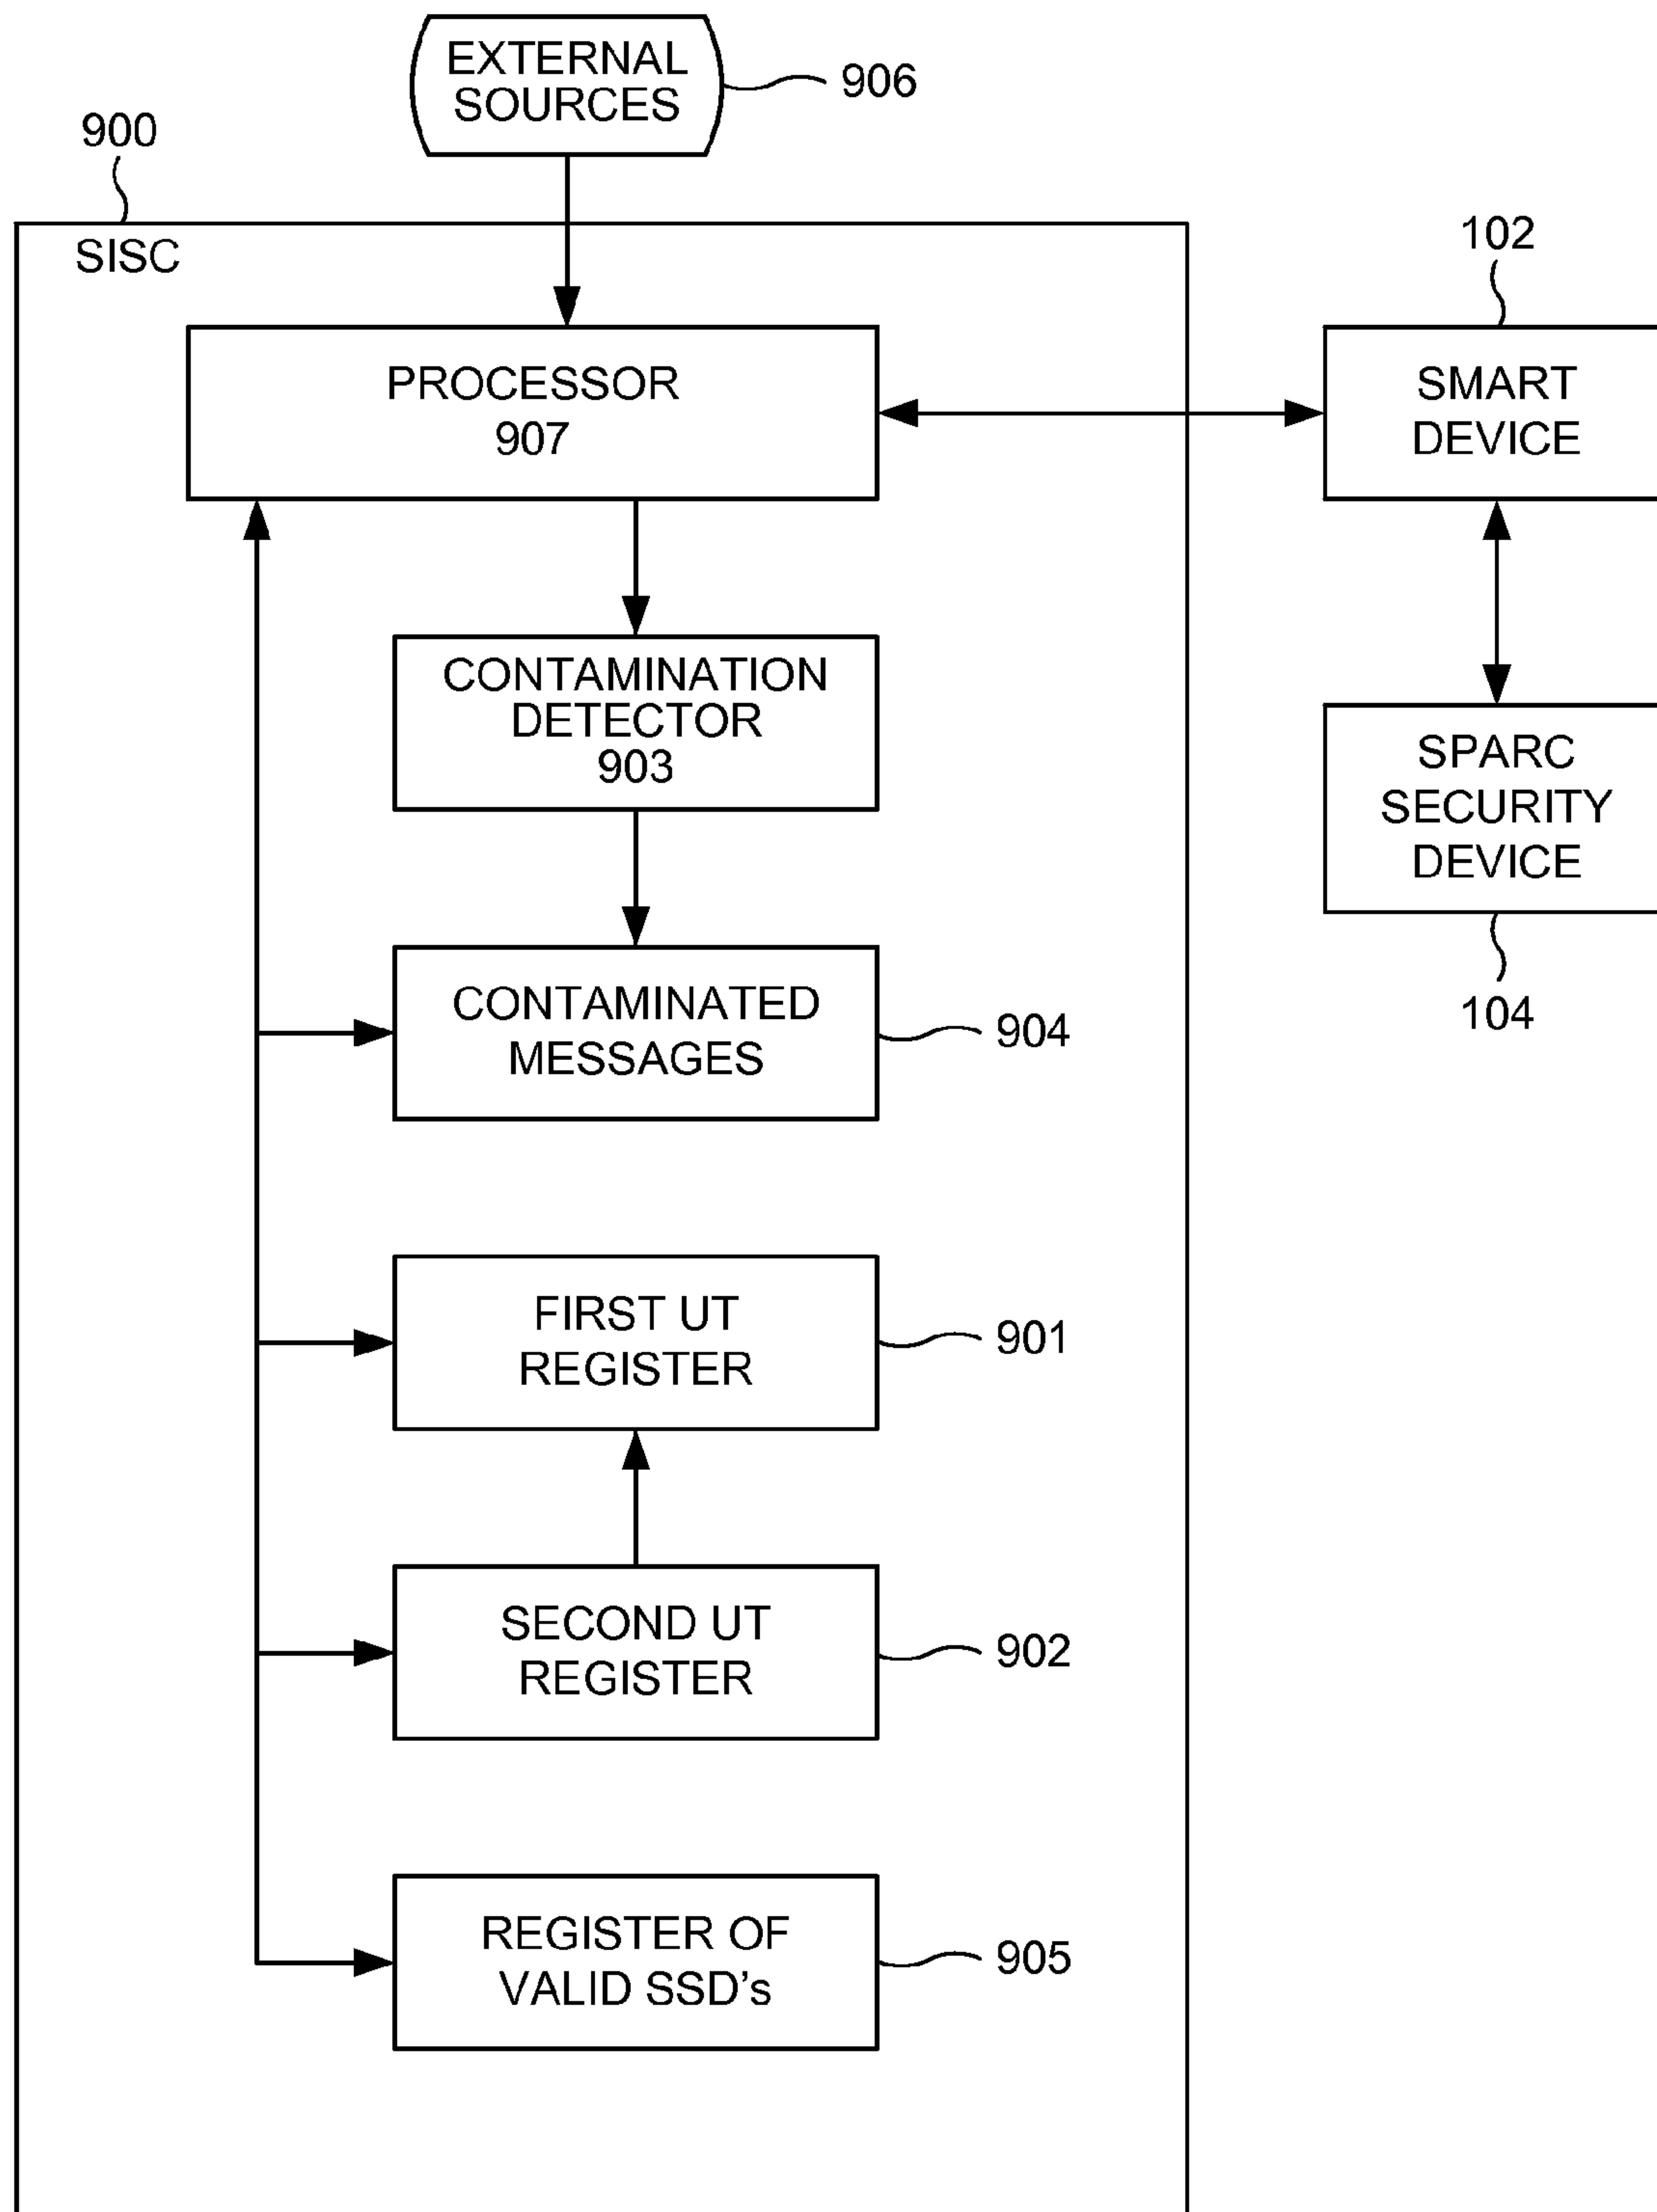 EXTERNAL
SOURCES
906
900
SISC
102
PROCESSOR
907
SMART
DEVICE
CONTAMINATION
DETECTOR
903
SPARC
SECURITY
DEVICE
104
CONTAMINATED
MESSAGES
904
FIRST UT
REGISTER
901
SECOND UT
REGISTER
902
REGISTER OF
VALID SSD’s
905